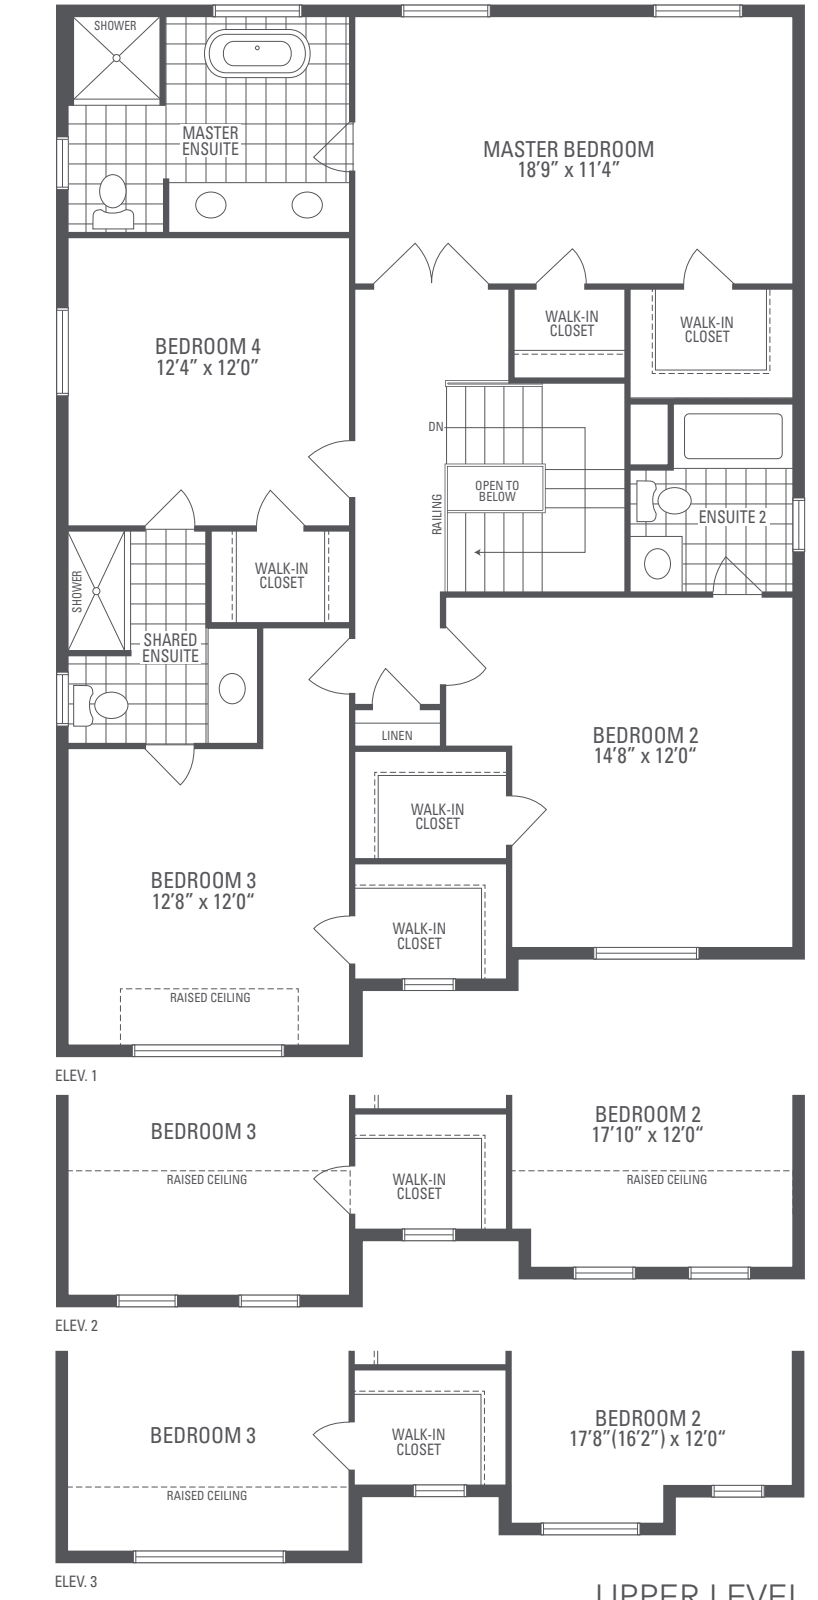 SHOWER
MASTER
ENSUITE
MASTER BEDROOM
18'9” x 11'4”
BEDROOM 4
12'4” x 12'0”
WALK-IN
CLOSET
WALK-IN
CLOSET
DN
OPEN TO
BELOW
RAILING
ENSUITE 2
SHOWER
WALK-IN
CLOSET
SHARED
ENSUITE
LINEN
BEDROOM 2
14'8” x 12'0“
WALK-IN
CLOSET
BEDROOM 3
12'8” x 12'0“
WALK-IN
CLOSET
RAISED CEILING
ELEV. 1
BEDROOM 3
RAISED CEILING
WALK-IN
CLOSET
BEDROOM 2
17'10” x 12'0“
RAISED CEILING
ELEV. 2
BEDROOM 3
RAISED CEILING
WALK-IN
CLOSET
BEDROOM 2
17'8”(16'2”) x 12'0“
ELEV. 3
UPPER LEVEL